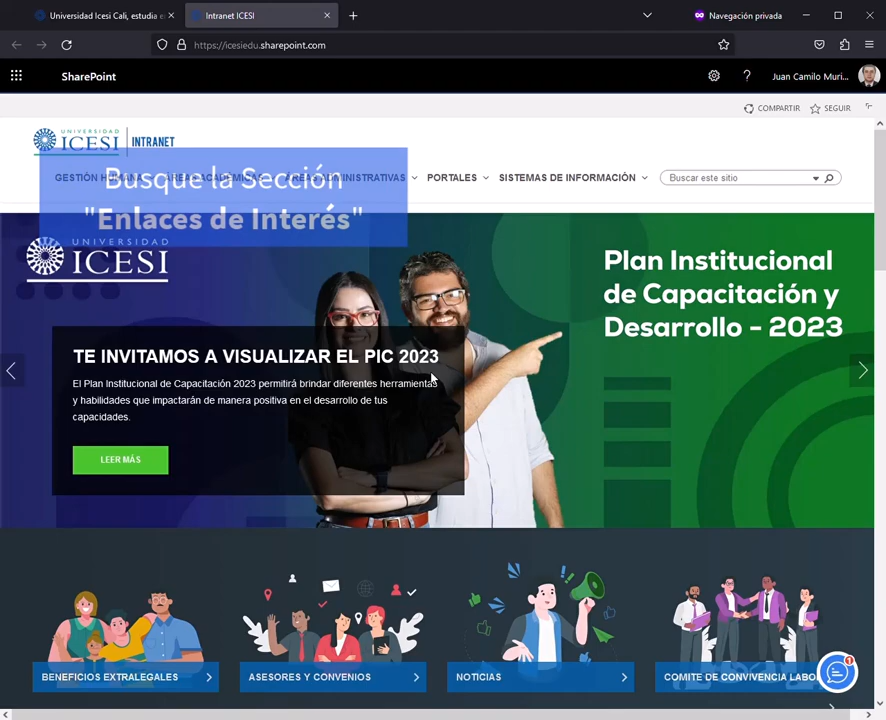 Universidad Icesi Cali, estudia e
Intranet ICESI
Navegación privada
https://icesiedu.sharepoint.com
SharePoint
Juan Camilo Muri...
COMPARTIR
SEGUIR
UNIVERSIDAD
ICESI
INTRANET
GESTIÓN HUMANA
ÁREAS ACADÉMICAS
ÁREAS ADMINISTRATIVAS
PORTALES
SISTEMAS DE INFORMACIÓN
Buscar este sitio
Busque la Sección
"Enlaces de Interés"
UNIVERSIDAD
ICESI
Plan Institucional
de Capacitación y
Desarrollo - 2023
TE INVITAMOS A VISUALIZAR EL PIC 2023
El Plan Institucional de Capacitación 2023 permitirá brindar diferentes herramientas
y habilidades que impactarán de manera positiva en el desarrollo de tus
capacidades.
LEER MÁS
BENEFICIOS EXTRALEGALES
ASESORES Y CONVENIOS
NOTICIAS
COMITE DE CONVIVENCIA LABO
1